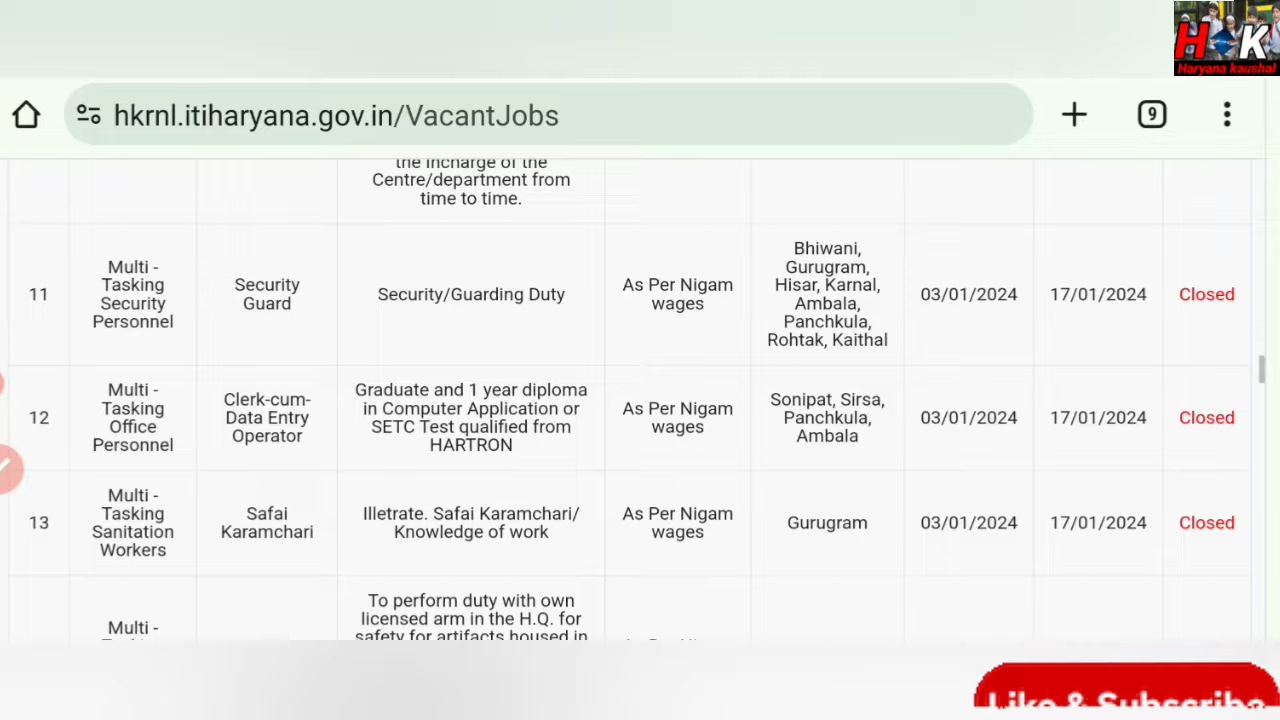 H K
Haryana kaushal
hkrnl.itiharyana.gov.in/VacantJobs
9
the incharge of the
Centre/department from
time to time.
11
Multi -
Tasking
Security
Personnel
Security
Guard
Security/Guarding Duty
As Per Nigam
wages
Bhiwani,
Gurugram,
Hisar, Karnal,
Ambala,
Panchkula,
Rohtak, Kaithal
03/01/2024
17/01/2024
Closed
12
Multi -
Tasking
Office
Personnel
Clerk-cum-
Data Entry
Operator
Graduate and 1 year diploma
in Computer Application or
SETC Test qualified from
HARTRON
As Per Nigam
wages
Sonipat, Sirsa,
Panchkula,
Ambala
03/01/2024
17/01/2024
Closed
13
Multi -
Tasking
Sanitation
Workers
Safai
Karamchari
Illetrate. Safai Karamchari/
Knowledge of work
As Per Nigam
wages
Gurugram
03/01/2024
17/01/2024
Closed
Multi -
To perform duty with own
licensed arm in the H.Q. for
safety for artifacts housed in
Like & Subscribe